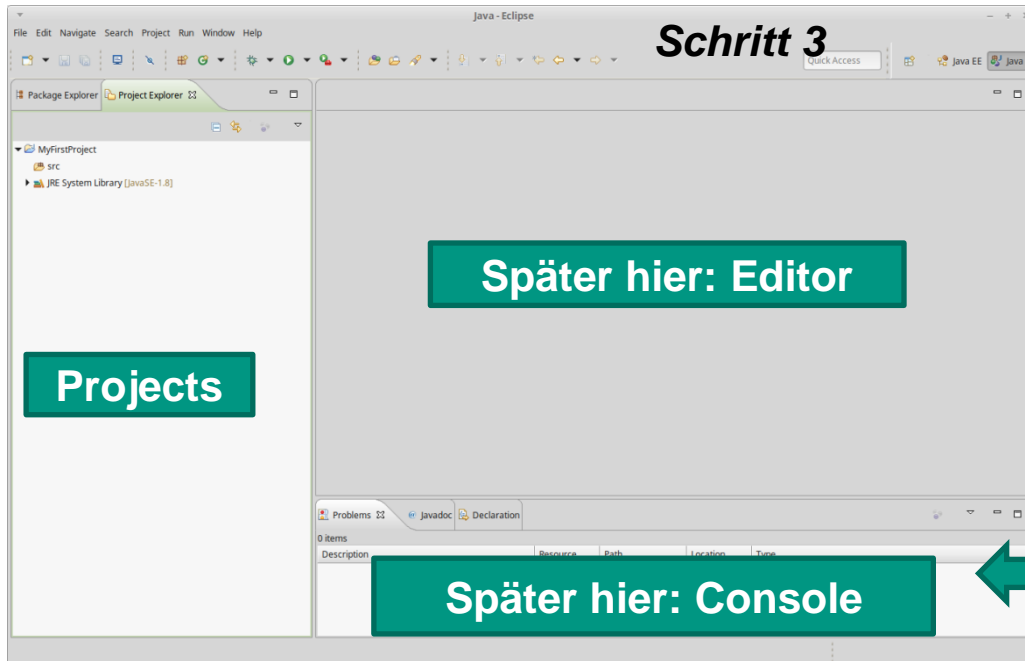 Java - Eclipse
File Edit Navigate Search Project Run Window Help
Schritt 3
Quick Access
Java EE
Java
Package Explorer
Project Explorer
MyFirstProject
src
JRE System Library [JavaSE-1.8]
Später hier: Editor
Projects
Problems
Javadoc
Declaration
0 items
Description Resource Path Location Type
Später hier: Console